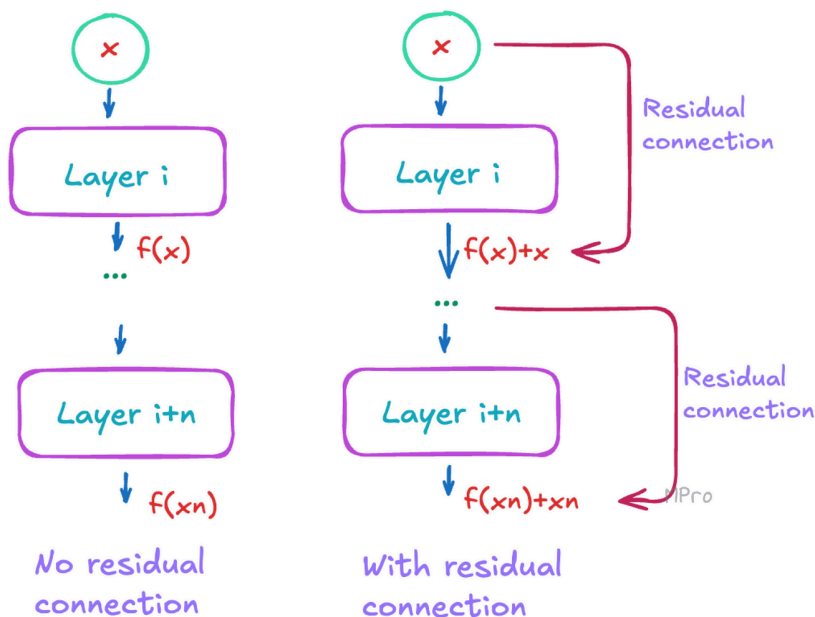 x
Layer i
f(x)
...
Layer i+n
f(xn)
No residual
connection
x
Residual
connection
Layer i
f(x)+x
...
Residual
connection
Layer i+n
f(xn)+xn
MPro
With residual
connection